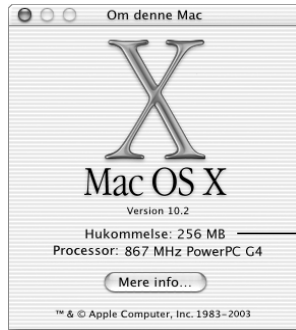 Om denne Mac
Mac OS X
Version 10.2
Hukommelse: 256 MB
Processor: 867 MHz PowerPC G4
Mere info...
™ & © Apple Computer, Inc. 1983–2003